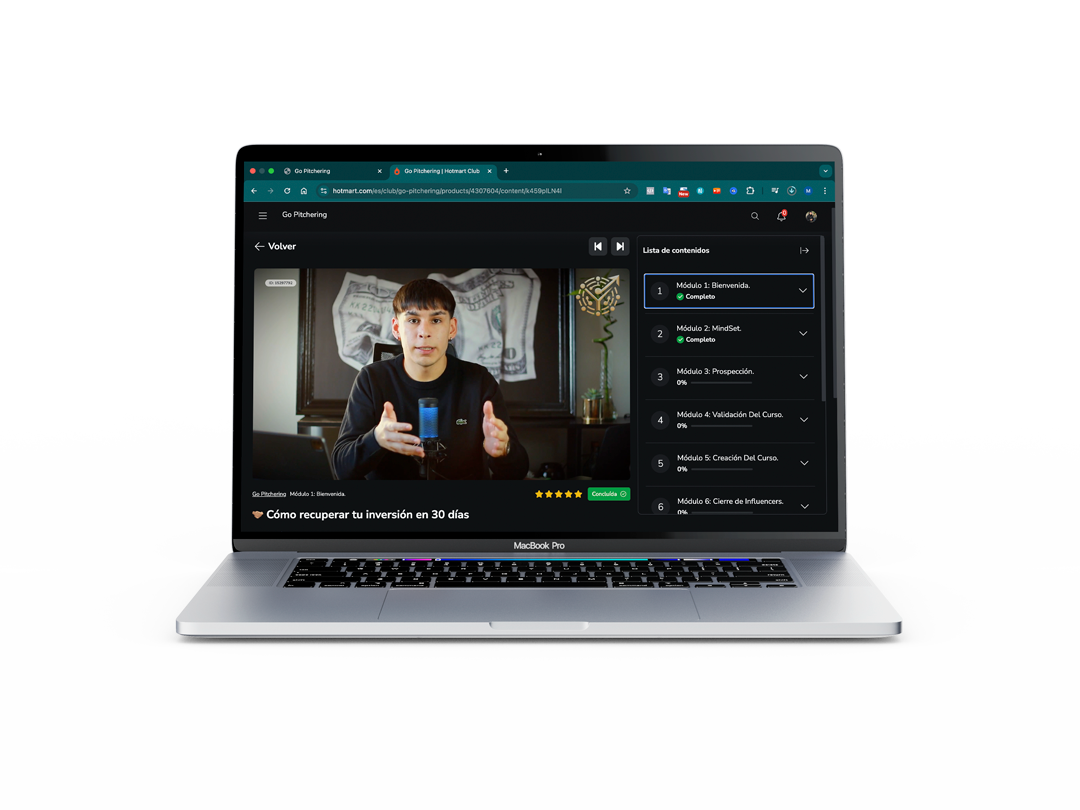 Go Pitchering
Go Pitchering | Hotmart Club
hotmart.com/es/club/go-pitchering/products/4307604/content/k459plLN4l
New
M
Go Pitchering
Volver
Lista de contenidos
1
Módulo 1: Bienvenida.
Completo
2
Módulo 2: MindSet.
Completo
3
Módulo 3: Prospección.
0%
4
Módulo 4: Validación Del Curso.
0%
5
Módulo 5: Creación Del Curso.
0%
6
Módulo 6: Cierre de Influencers.
0%
Go Pitchering Módulo 1: Bienvenida.
Concluída
Cómo recuperar tu inversión en 30 días
MacBook Pro